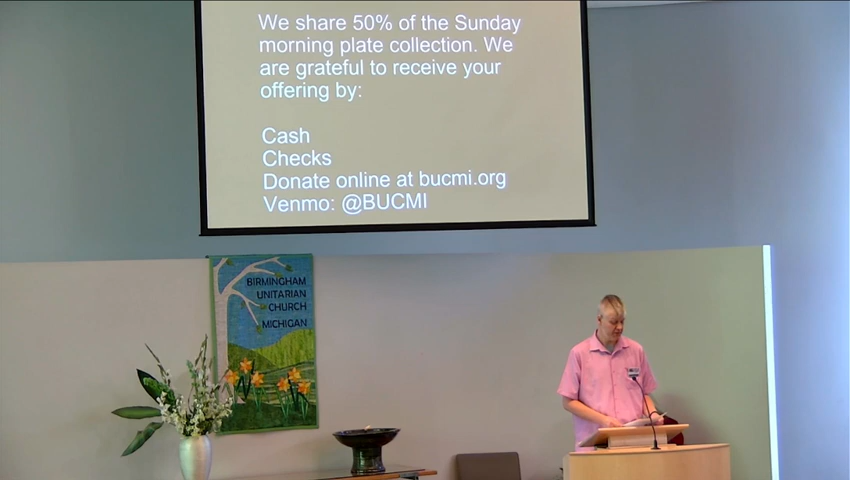 We share 50% of the Sunday
morning plate collection. We
are grateful to receive your
offering by:
Cash
Checks
Donate online at bucmi.org
Venmo: @BUCMI
BIRMINGHAM
UNITARIAN
CHURCH
MICHIGAN